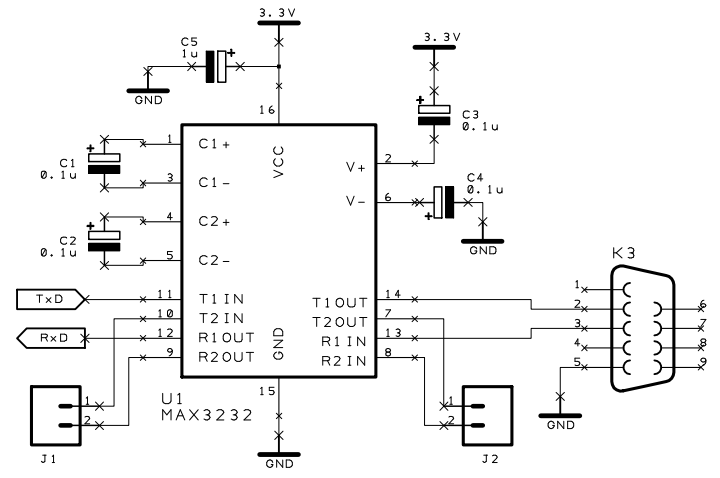 3.3V
3.3V
C5
1u
+
GND
16
VCC
+
C3
0.1u
+
C1
0.1u
1
C1+
3
C1-
V+
2
V-
6
+
C4
0.1u
GND
+
C2
0.1u
4
C2+
5
C2-
TxD
11
T1IN
T1OUT
14
10
T2IN
T2OUT
7
RxD
12
R1OUT
R1IN
13
9
R2OUT
R2IN
8
GND
15
K3
1
2
3
4
5
6
7
8
9
GND
1
2
J1
U1
MAX3232
GND
1
2
J2